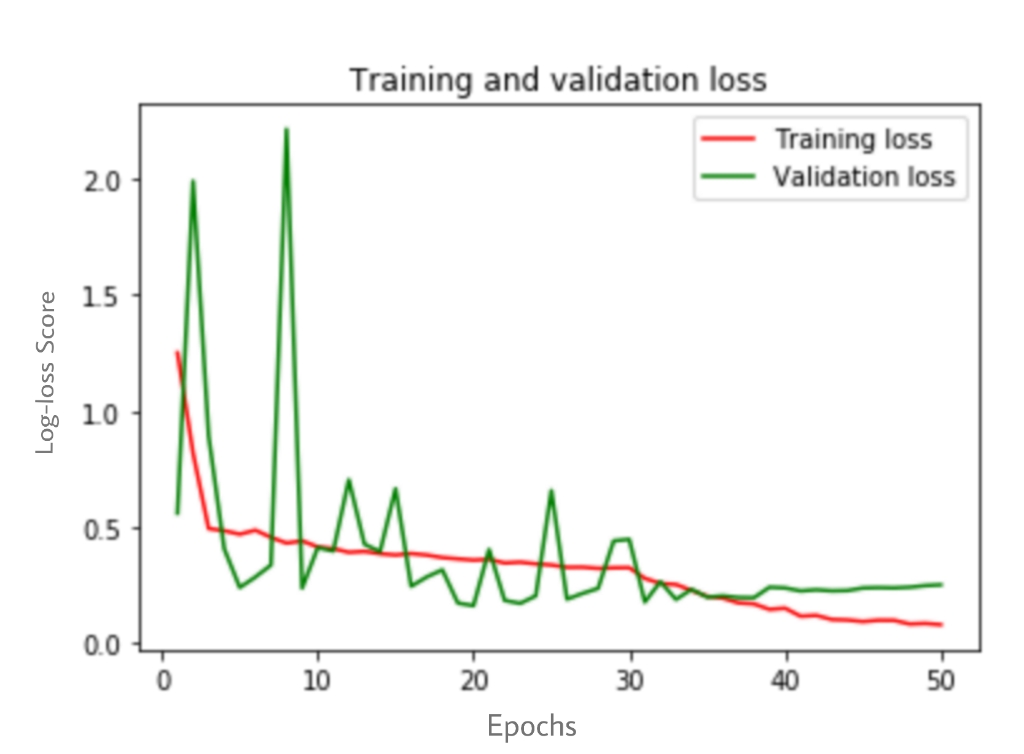 Training and validation loss
Training loss
Validation loss
Log-loss Score
2.0
1.5
1.0
0.5
0.0
0 10 20 30 40 50
Epochs